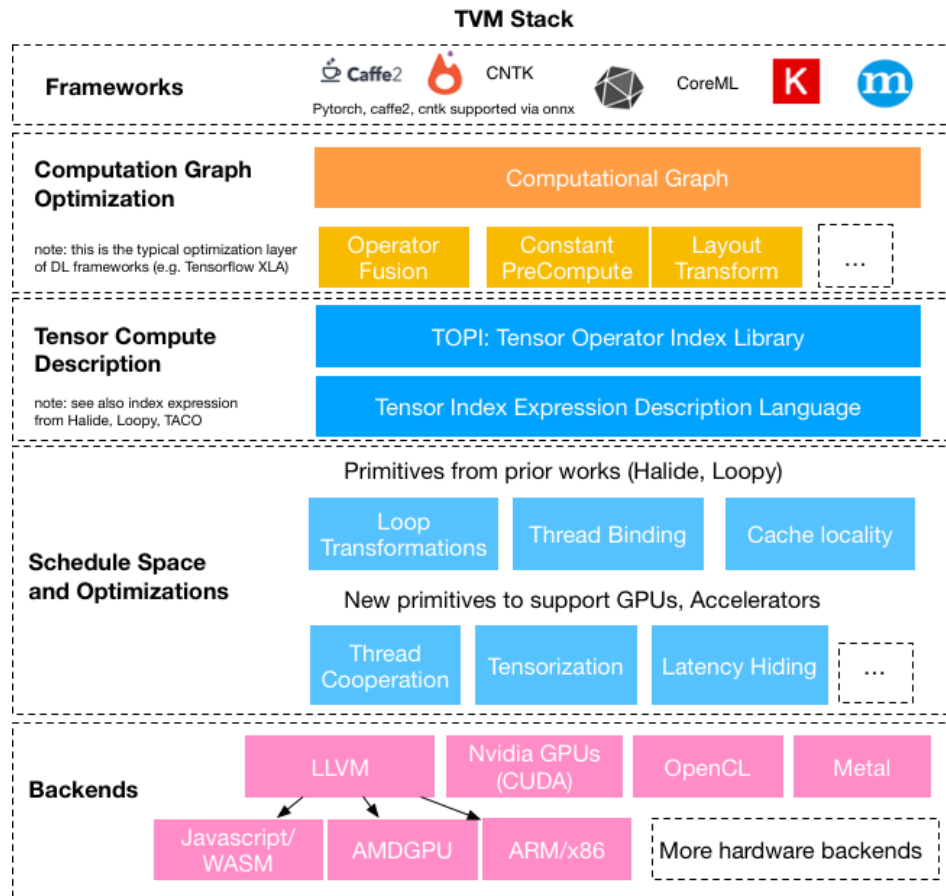 TVM Stack
Frameworks
Caffe2
CNTK
CoreML
K
m
Pytorch, caffe2, cntk supported via onnx
Computation Graph
Optimization
note: this is the typical optimization layer
of DL frameworks (e.g. Tensorflow XLA)
Computational Graph
Operator
Fusion
Constant
PreCompute
Layout
Transform
...
Tensor Compute
Description
note: see also index expression
from Halide, Loopy, TACO
TOPI: Tensor Operator Index Library
Tensor Index Expression Description Language
Schedule Space
and Optimizations
Primitives from prior works (Halide, Loopy)
Loop
Transformations
Thread Binding
Cache locality
New primitives to support GPUs, Accelerators
Thread
Cooperation
Tensorization
Latency Hiding
...
Backends
LLVM
Nvidia GPUs
(CUDA)
OpenCL
Metal
Javascript/
WASM
AMDGPU
ARM/x86
More hardware backends